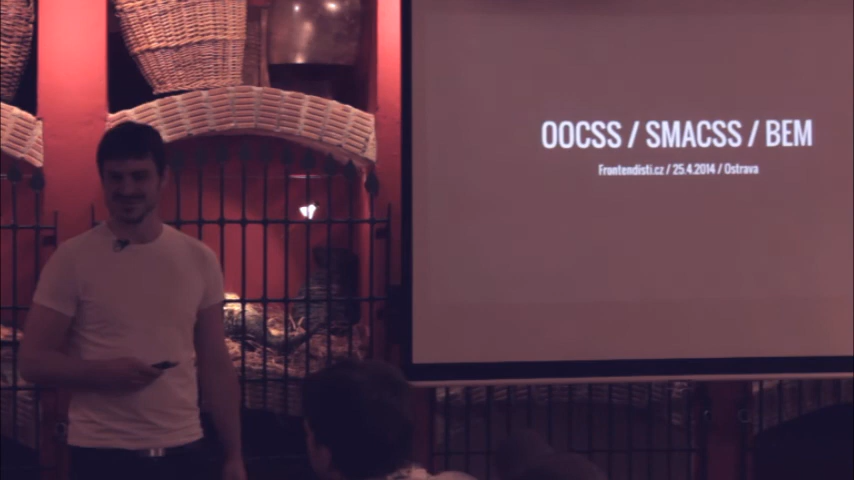 OOCSS / SMACSS / BEM
Frontendisti.cz / 25.4.2014 / Ostrava